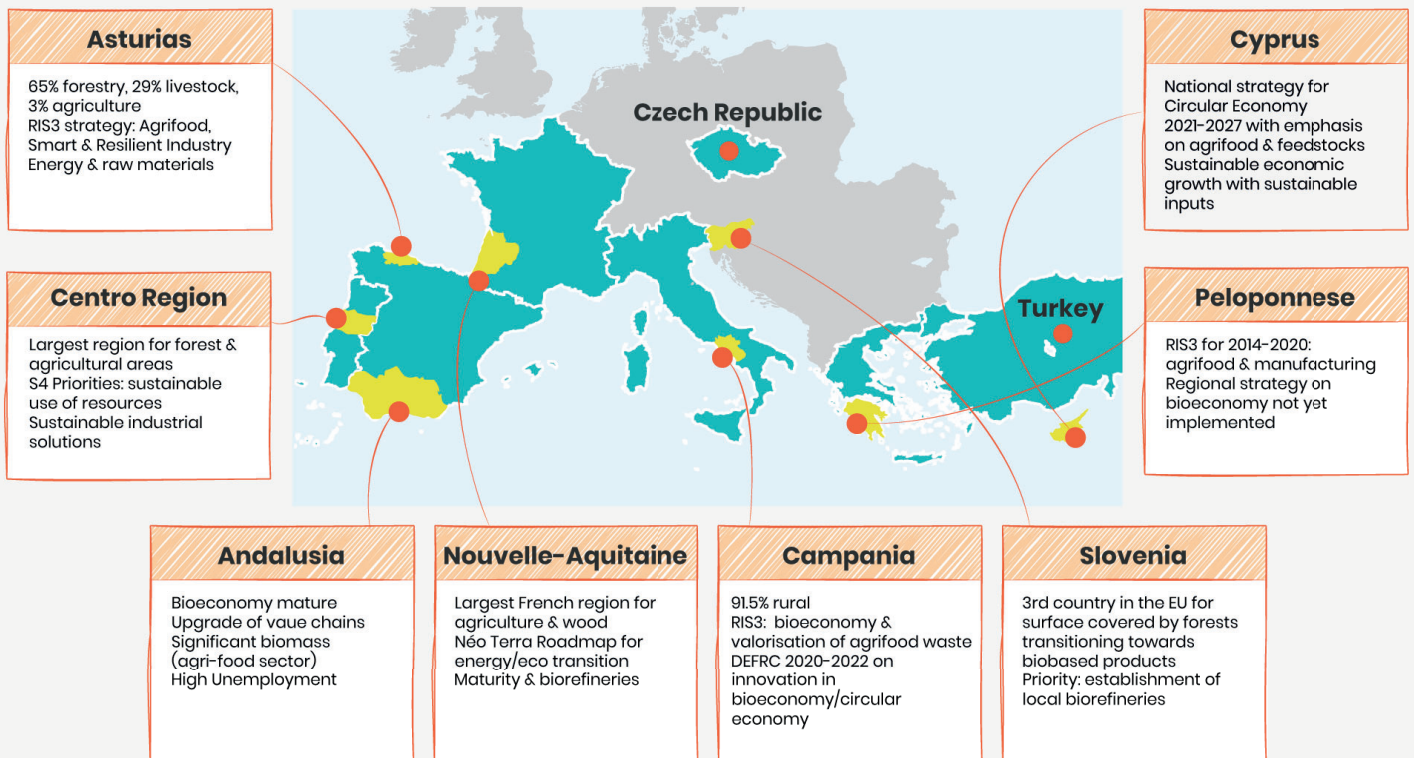 Asturias
65% forestry, 29% livestock,
3% agriculture
RIS3 strategy: Agrifood,
Smart & Resilient Industry
Energy & raw materials
Centro Region
Largest region for forest &
agricultural areas
S4 Priorities: sustainable
use of resources
Sustainable industrial
solutions
Czech Republic
Turkey
Cyprus
National strategy for
Circular Economy
2021-2027 with emphasis
on agrifood & feedstocks
Sustainable economic
growth with sustainable
inputs
Peloponnese
RIS3 for 2014-2020:
agrifood & manufacturing
Regional strategy on
bioeconomy not yet
implemented
Andalusia
Bioeconomy mature
Upgrade of vaue chains
Significant biomass
(agri-food sector)
High Unemployment
Nouvelle-Aquitaine
Largest French region for
agriculture & wood
Néo Terra Roadmap for
energy/eco transition
Maturity & biorefineries
Campania
91.5% rural
RIS3: bioeconomy &
valorisation of agrifood waste
DEFRC 2020-2022 on
innovation in
bioeconomy/circular
economy
Slovenia
3rd country in the EU for
surface covered by forests
transitioning towards
biobased products
Priority: establishment of
local biorefineries